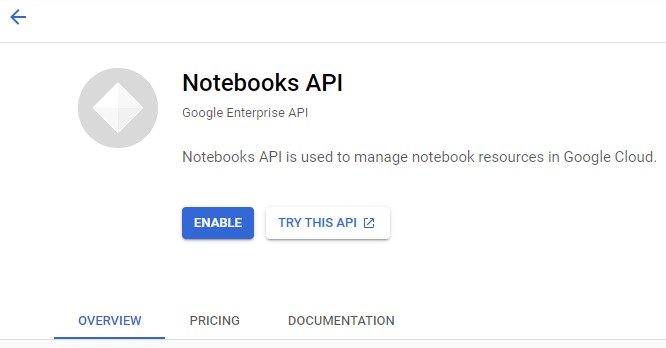 Notebooks API
Google Enterprise API
Notebooks API is used to manage notebook resources in Google Cloud.
ENABLE TRY THIS API
OVERVIEW PRICING DOCUMENTATION